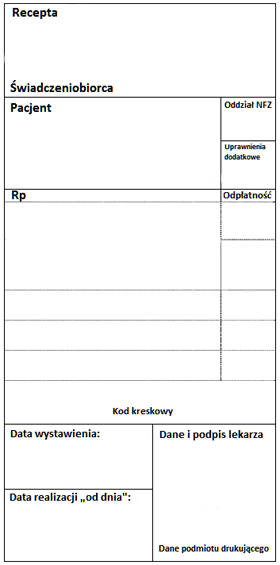 Recepta
Świadczeniobiorca
Pacjent
Oddział NFZ
Uprawnienia
dodatkowe
Rp
Odpłatność
Kod kreskowy
Data wystawienia:
Dane i podpis lekarza
Data realizacji „od dnia":
Dane podmiotu drukującego